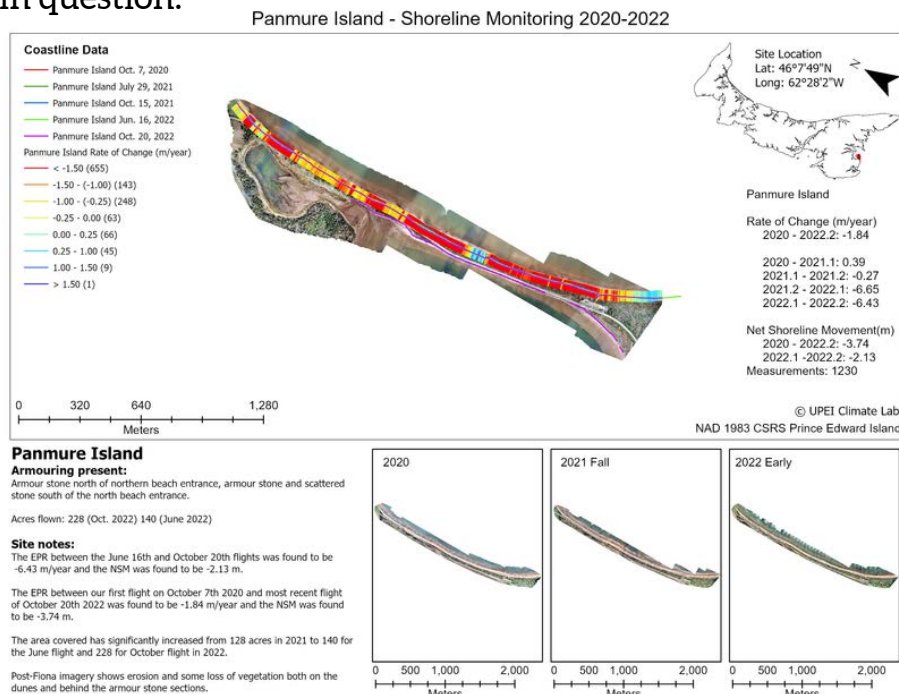 in question.
Panmure Island - Shoreline Monitoring 2020-2022
Coastline Data
Panmure Island Oct. 7, 2020
Panmure Island July 29, 2021
Panmure Island Oct. 15, 2021
Panmure Island Jun. 16, 2022
Panmure Island Oct. 20, 2022
Panmure Island Rate of Change (m/year)
< -1.50 (655)
-1.50 - (-1.00) (143)
-1.00 - (-0.25) (248)
-0.25 - 0.00 (63)
0.00 - 0.25 (66)
0.25 - 1.00 (45)
1.00 - 1.50 (9)
> 1.50 (1)
Site Location
Lat: 46°7'49"N
Long: 62°28'2"W
N
Panmure Island
Rate of Change (m/year)
2020 - 2022.2: -1.84
2020 - 2021.1: 0.39
2021.1 - 2021.2: -0.27
2021.2 - 2022.1: -6.65
2022.1 - 2022.2: -6.43
Net Shoreline Movement(m)
2020 - 2022.2: -3.74
2022.1 -2022.2: -2.13
Measurements: 1230
0 320 640 1,280
Meters
© UPEI Climate Lab
NAD 1983 CSRS Prince Edward Island
Panmure Island
Armouring present:
Armour stone north of northern beach entrance, armour stone and scattered
stone south of the north beach entrance.
Acres flown: 228 (Oct. 2022) 140 (June 2022)
Site notes:
The EPR between the June 16th and October 20th flights was found to be
-6.43 m/year and the NSM was found to be -2.13 m.
The EPR between our first flight on October 7th 2020 and most recent flight
of October 20th 2022 was found to be -1.84 m/year and the NSM was found
to be -3.74 m.
The area covered has significantly increased from 128 acres in 2021 to 140 for
the June flight and 228 for October flight in 2022.
Post-Fiona imagery shows erosion and some loss of vegetation both on the
dunes and behind the armour stone sections.
2020
0 500 1,000 2,000
Meters
2021 Fall
0 500 1,000 2,000
Meters
2022 Early
0 500 1,000 2,000
Meters